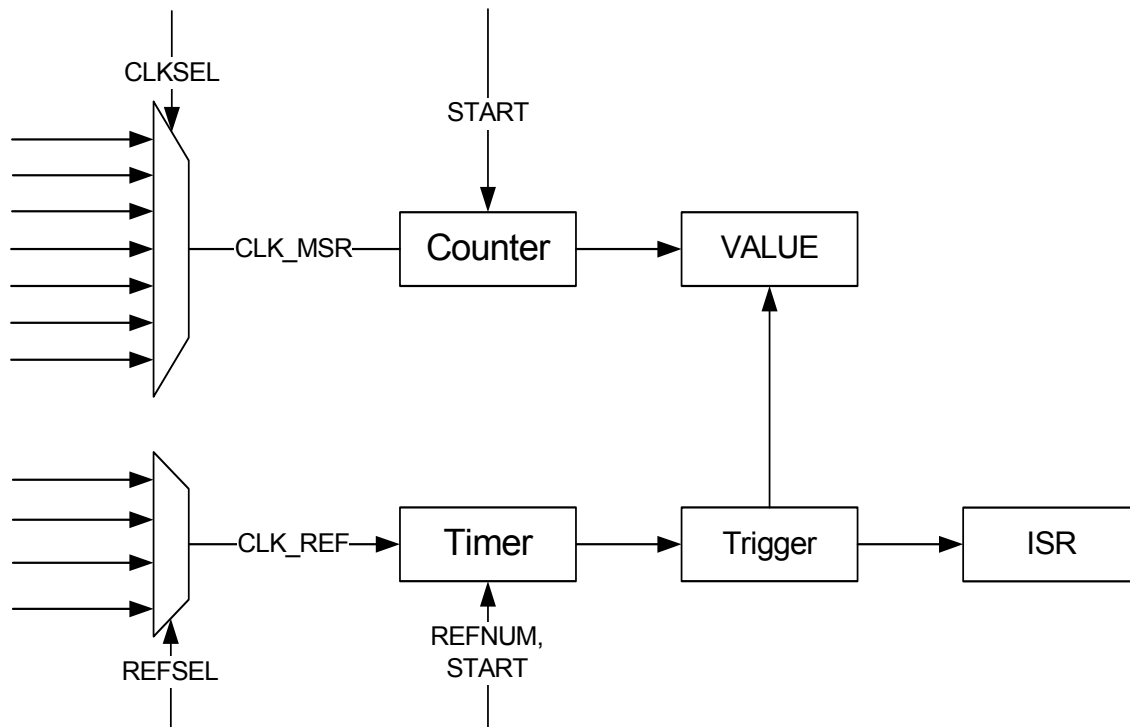 CLKSEL
START
CLK_MSR
Counter
VALUE
CLK_REF
Timer
Trigger
ISR
REFNUM,
START
REFSEL